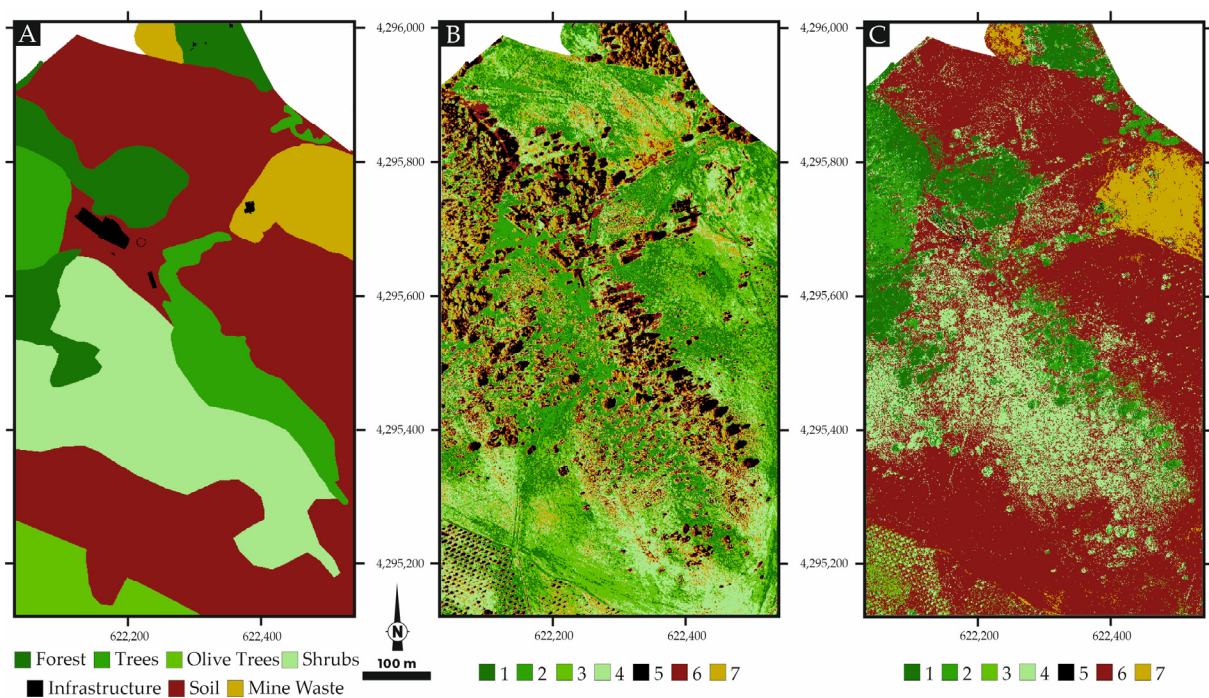 A
B
C
4,296,000
4,295,800
4,295,600
4,295,400
4,295,200
622,200
622,400
622,200
622,400
622,200
622,400
N
100 m
Forest Trees Olive Trees Shrubs
Infrastructure Soil Mine Waste
1 2 3 4 5 6 7
1 2 3 4 5 6 7
4,296,000
4,295,800
4,295,600
4,295,400
4,295,200